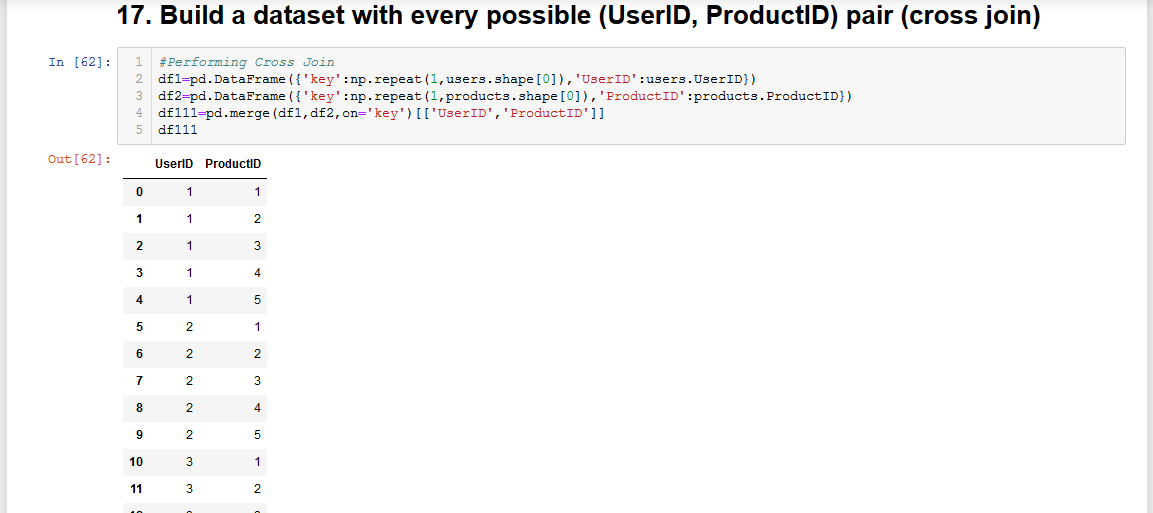 17. Build a dataset with every possible (UserID, ProductID) pair (cross join)
In [62]:
1 #Performing Cross Join
2 df1=pd.DataFrame({'key':np.repeat(1,users.shape[0]),'UserID':users.UserID})
3 df2=pd.DataFrame({'key':np.repeat(1,products.shape[0]),'ProductID':products.ProductID})
4 df111=pd.merge(df1,df2,on='key')[['UserID','ProductID']]
5 df111
Out[62]:
UserID ProductID
0 1 1
1 1 2
2 1 3
3 1 4
4 1 5
5 2 1
6 2 2
7 2 3
8 2 4
9 2 5
10 3 1
11 3 2